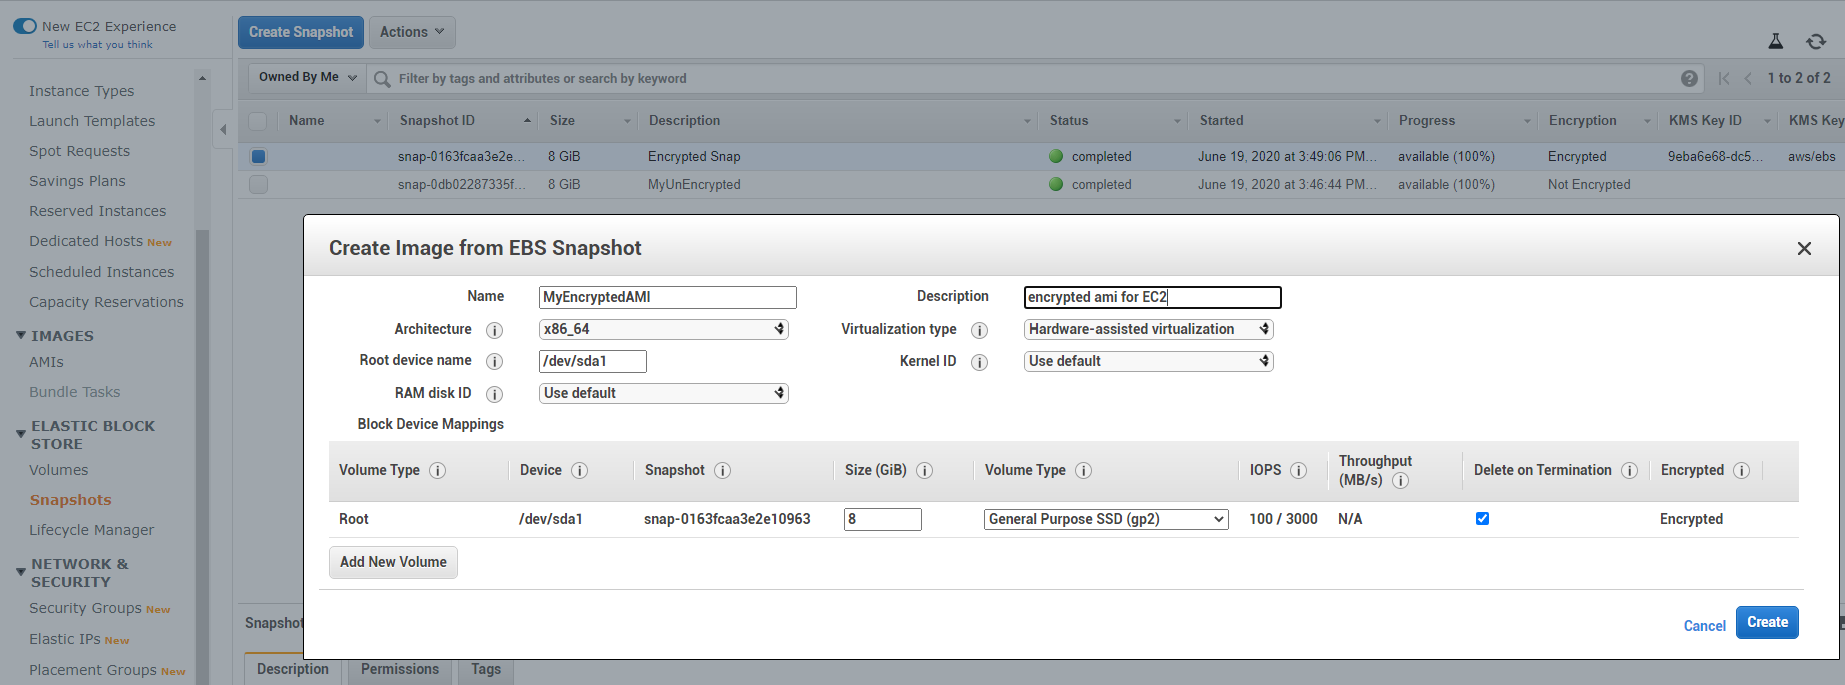 New EC2 Experience
Tell us what you think
Instance Types
Launch Templates
Spot Requests
Savings Plans
Reserved Instances
Dedicated Hosts New
Scheduled Instances
Capacity Reservations
IMAGES
AMIs
Bundle Tasks
ELASTIC BLOCK
STORE
Volumes
Snapshots
Lifecycle Manager
NETWORK &
SECURITY
Security Groups New
Elastic IPs New
Placement Groups New
Create Snapshot Actions
Owned By Me Filter by tags and attributes or search by keyword 1 to 2 of 2
Name Snapshot ID Size Description Status Started Progress Encryption KMS Key ID KMS Key
snap-0163fcaa3e2e... 8 GiB Encrypted Snap completed June 19, 2020 at 3:49:06 PM... available (100%) Encrypted 9eba6e68-dc5... aws/ebs
snap-0db02287335f... 8 GiB MyUnEncrypted completed June 19, 2020 at 3:46:44 PM... available (100%) Not Encrypted
Create Image from EBS Snapshot
Name MyEncryptedAMI Description encrypted ami for EC2
Architecture x86_64 Virtualization type Hardware-assisted virtualization
Root device name /dev/sda1 Kernel ID Use default
RAM disk ID Use default
Block Device Mappings
Volume Type Device Snapshot Size (GiB) Volume Type IOPS Throughput (MB/s) Delete on Termination Encrypted
Root /dev/sda1 snap-0163fcaa3e2e10963 8 General Purpose SSD (gp2) 100 / 3000 N/A Encrypted
Add New Volume
Cancel Create
Snapshot
Description Permissions Tags